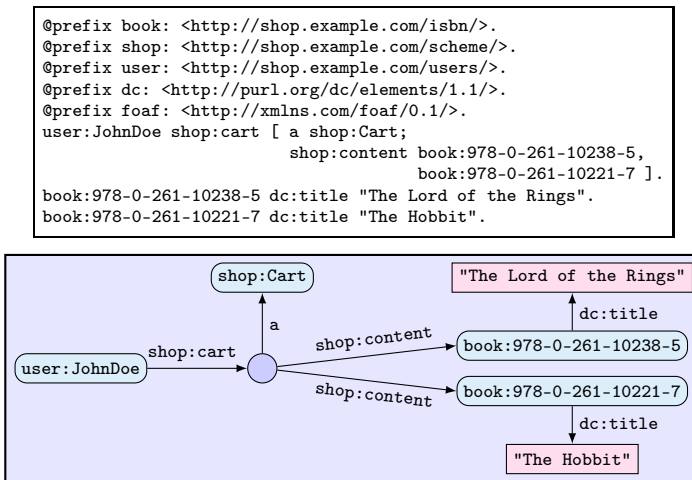 @prefix book: <http://shop.example.com/isbn/>.
@prefix shop: <http://shop.example.com/scheme/>.
@prefix user: <http://shop.example.com/users/>.
@prefix dc: <http://purl.org/dc/elements/1.1/>.
@prefix foaf: <http://xmlns.com/foaf/0.1/>.
user:JohnDoe shop:cart [ a shop:Cart;
shop:content book:978-0-261-10238-5,
book:978-0-261-10221-7 ].
book:978-0-261-10238-5 dc:title "The Lord of the Rings".
book:978-0-261-10221-7 dc:title "The Hobbit".
shop:Cart
"The Lord of the Rings"
a
dc:title
user:JohnDoe
shop:cart
shop:content
book:978-0-261-10238-5
shop:content
book:978-0-261-10221-7
dc:title
"The Hobbit"